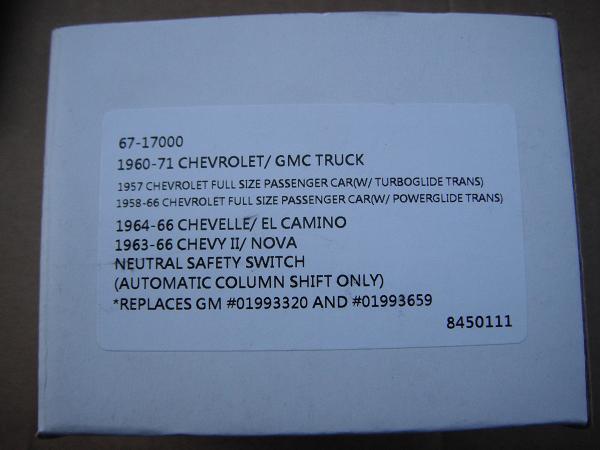 67-17000
1960-71 CHEVROLET/ GMC TRUCK
1957 CHEVROLET FULL SIZE PASSENGER CAR(W/ TURBOGLIDE TRANS)
1958-66 CHEVROLET FULL SIZE PASSENGER CAR(W/ POWERGLIDE TRANS)
1964-66 CHEVELLE/ EL CAMINO
1963-66 CHEVY II/ NOVA
NEUTRAL SAFETY SWITCH
(AUTOMATIC COLUMN SHIFT ONLY)
*REPLACES GM #01993320 AND #01993659
8450111